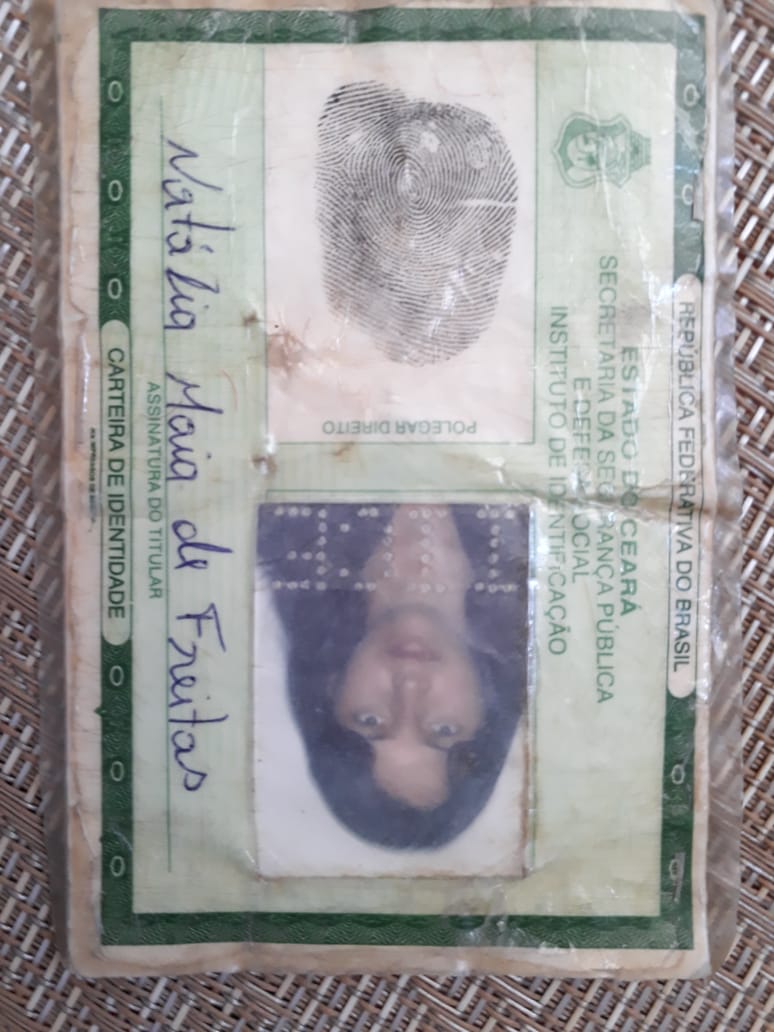 REPÚBLICA FEDERATIVA DO BRASIL
ESTADO DO CEARÁ
SECRETARIA DA SEGURANÇA PÚBLICA
E DEFESA SOCIAL
INSTITUTO DE IDENTIFICAÇÃO
POLEGAR DIREITO
Natália Maia de Freitas
ASSINATURA DO TITULAR
CARTEIRA DE IDENTIDADE